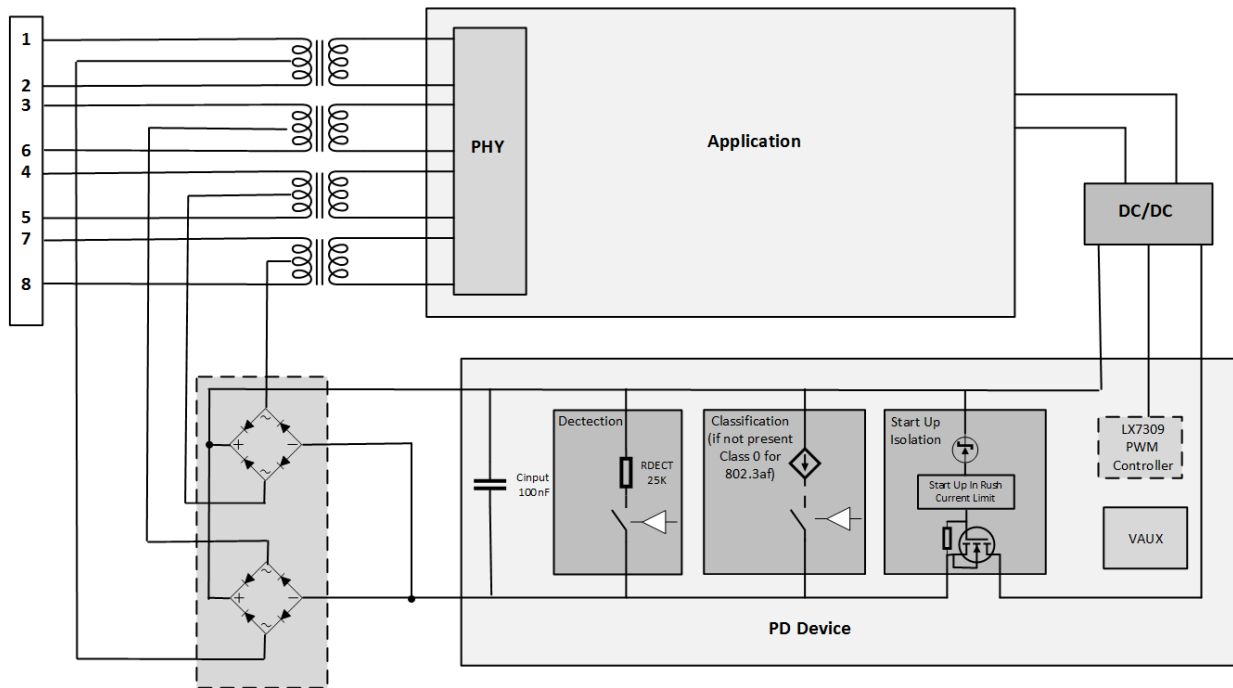 1
2
3
6
4
5
7
8
PHY
Application
DC/DC
Dectection
RDECT
25K
Cinput
100nF
Classification
(if not present
Class 0 for
802.3af)
Start Up
Isolation
Start Up In Rush
Current Limit
LX7309
PWM
Controller
VAUX
PD Device
~
+
−
~
~
+
−
~